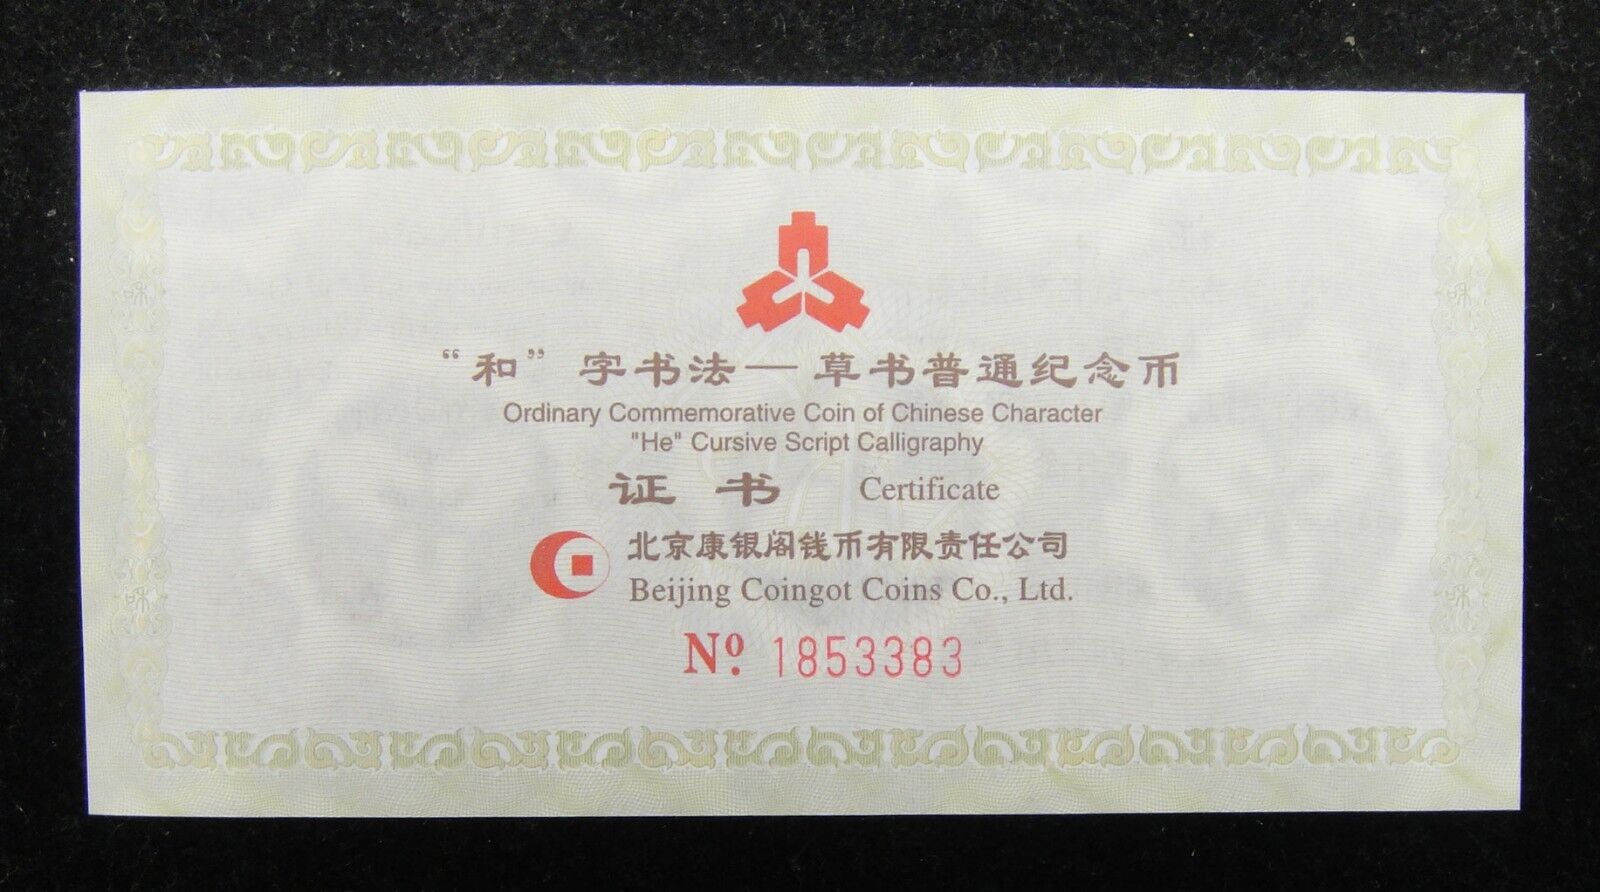 “和”字书法—草书普通纪念币
Ordinary Commemorative Coin of Chinese Character
"He" Cursive Script Calligraphy
证 书 Certificate
北京康银阁钱币有限责任公司
Beijing Coingot Coins Co., Ltd.
Nº. 1853383